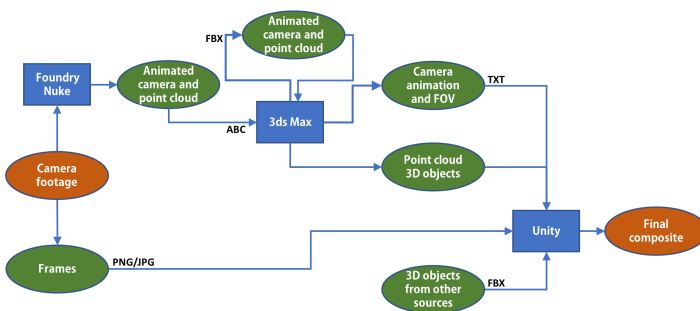 Animated
camera and
point cloud
FBX
Foundry
Nuke
Animated
camera and
point cloud
Camera
animation
and FOV
TXT
ABC
3ds Max
Camera
footage
Point cloud
3D objects
Unity
Final
composite
Frames
PNG/JPG
3D objects
from other
sources
FBX